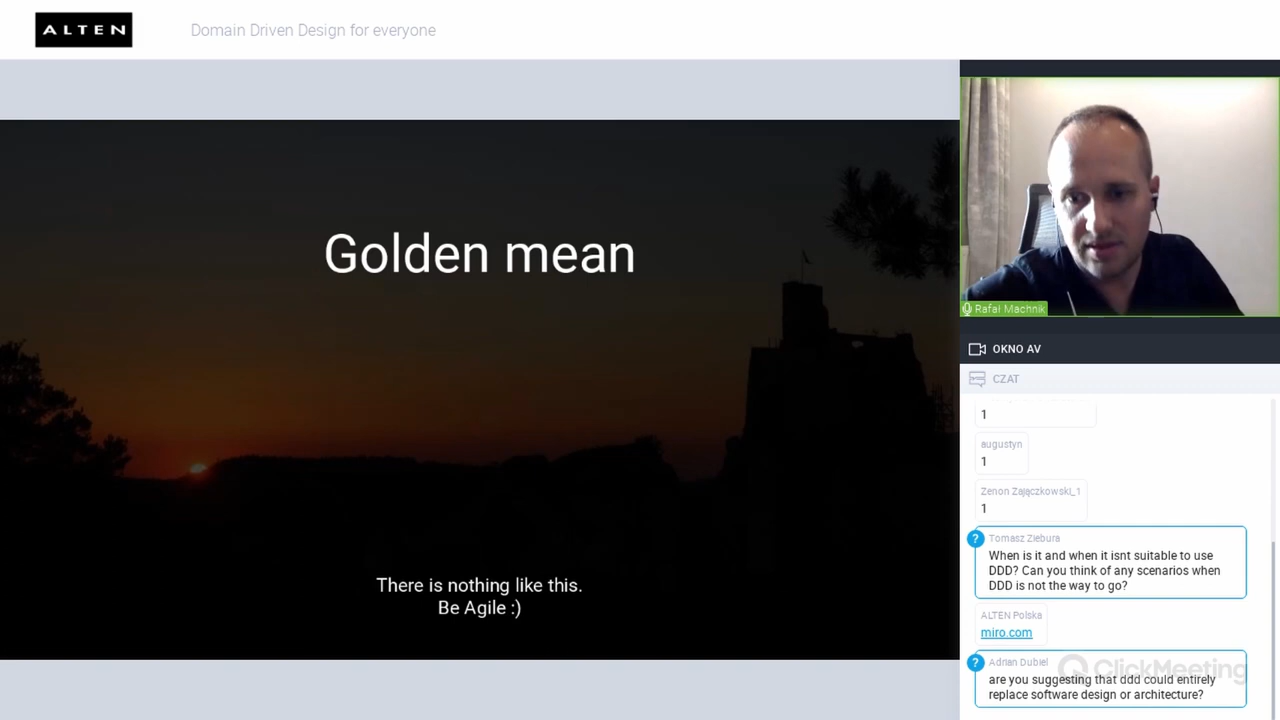 ALTEN
Domain Driven Design for everyone
Golden mean
There is nothing like this.
Be Agile :)
Rafał Machnik
OKNO AV
CZAT
1
augustyn
1
Zenon Zajączkowski_1
1
?
Tomasz Ziebura
When is it and when it isnt suitable to use
DDD? Can you think of any scenarios when
DDD is not the way to go?
ALTEN Polska
miro.com
?
Adrian Dubiel
are you suggesting that ddd could entirely
replace software design or architecture?
ClickMeeting